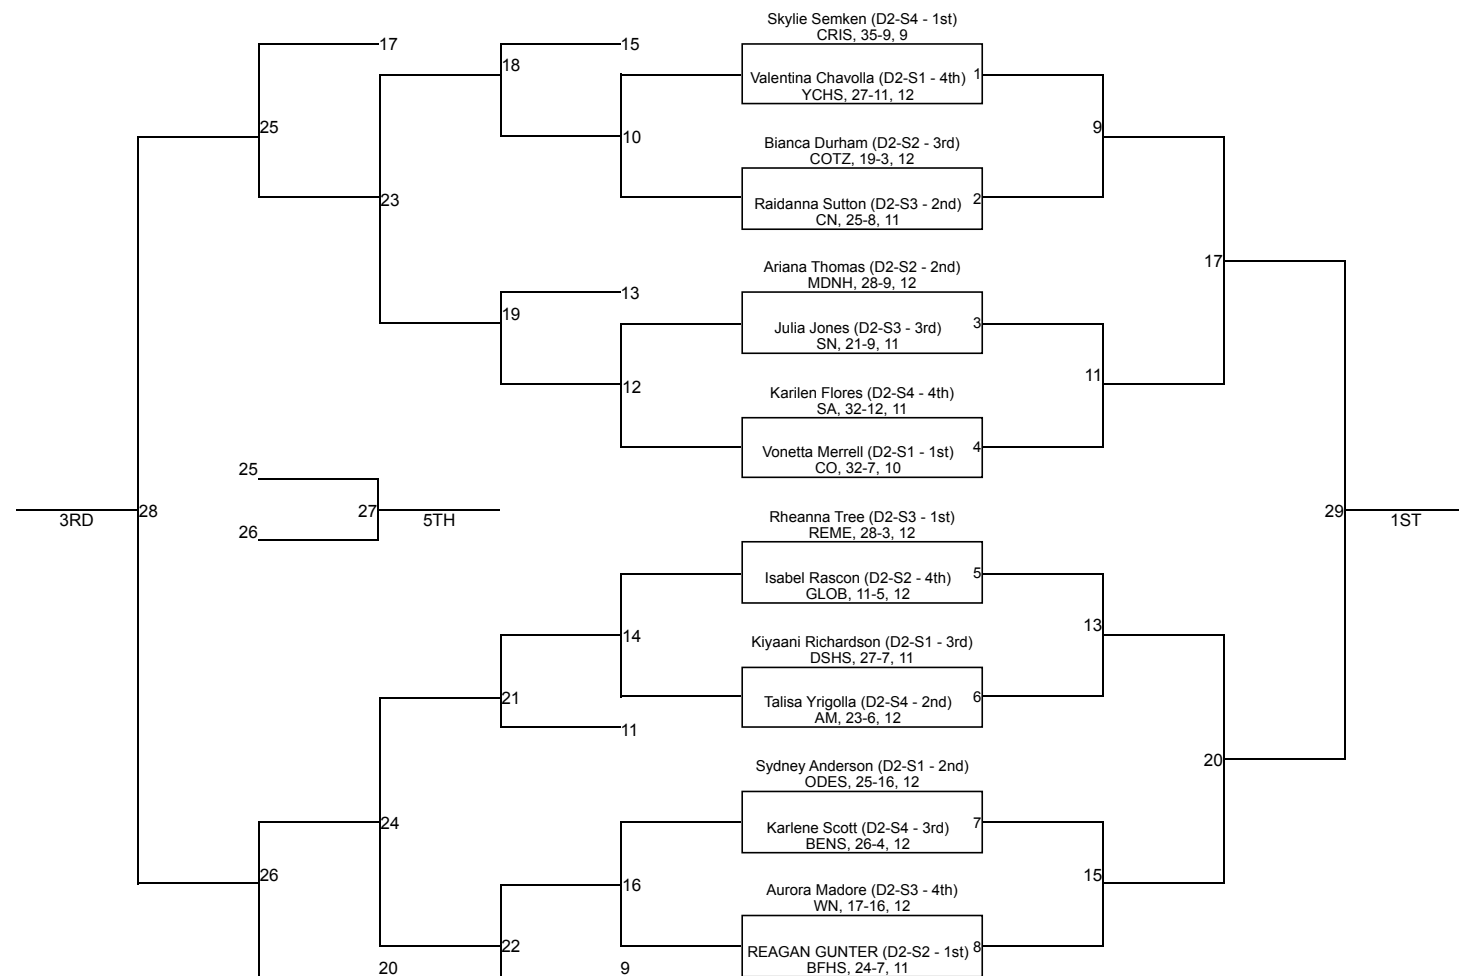 Skylie Semken (D2-S4 - 1st)
CRIS, 35-9, 9
17
15
18
Valentina Chavolla (D2-S1 - 4th) 1
YCHS, 27-11, 12
25
10
9
Bianca Durham (D2-S2 - 3rd)
COTZ, 19-3, 12
23
Raidanna Sutton (D2-S3 - 2nd) 2
CN, 25-8, 11
17
Ariana Thomas (D2-S2 - 2nd)
MDNH, 28-9, 12
13
19
Julia Jones (D2-S3 - 3rd) 3
SN, 21-9, 11
12
11
Karilen Flores (D2-S4 - 4th)
SA, 32-12, 11
Vonetta Merrell (D2-S1 - 1st) 4
CO, 32-7, 10
25
3RD
28
27
5TH
29
1ST
26
Rheanna Tree (D2-S3 - 1st)
REME, 28-3, 12
Isabel Rascon (D2-S2 - 4th) 5
GLOB, 11-5, 12
14
13
Kiyaani Richardson (D2-S1 - 3rd)
DSHS, 27-7, 11
21
Talisa Yrigolla (D2-S4 - 2nd) 6
AM, 23-6, 12
11
20
Sydney Anderson (D2-S1 - 2nd)
ODES, 25-16, 12
24
Karlene Scott (D2-S4 - 3rd) 7
BENS, 26-4, 12
26
16
15
Aurora Madore (D2-S3 - 4th)
WN, 17-16, 12
22
REAGAN GUNTER (D2-S2 - 1st) 8
BFHS, 24-7, 11
20
9